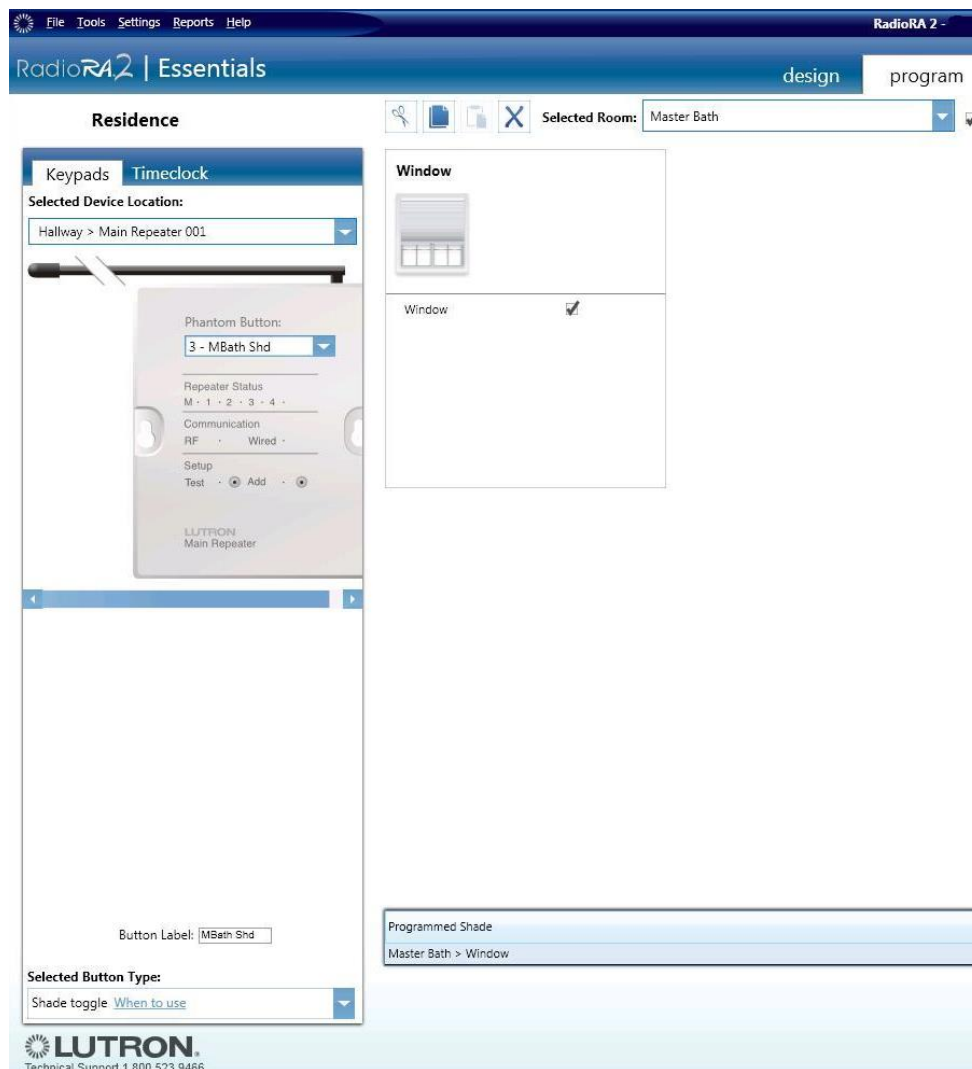 File Tools Settings Reports Help
RadioRA 2 -
RadioRA2 | Essentials
design program
Residence
Selected Room: Master Bath
Keypads Timeclock
Selected Device Location:
Hallway > Main Repeater 001
Window
Window
Phantom Button:
3 - MBath Shd
Repeater Status
M · 1 · 2 · 3 · 4 ·
Communication
RF · Wired ·
Setup
Test · Add ·
LUTRON
Main Repeater
Button Label: MBath Shd
Programmed Shade
Master Bath > Window
Selected Button Type:
Shade toggle When to use
LUTRON.
Technical Support 1.800.523.9466